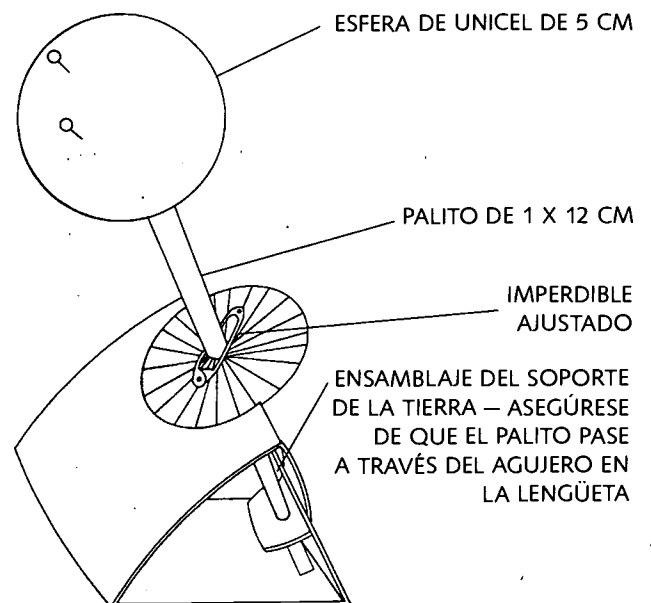 ESFERA DE UNICEL DE 5 CM
PALITO DE 1 X 12 CM
IMPERDIBLE
AJUSTADO
ENSAMBLAJE DEL SOPORTE
DE LA TIERRA — ASEGÚRESE
DE QUE EL PALITO PASE
A TRAVÉS DEL AGUJERO EN
LA LENGÜETA